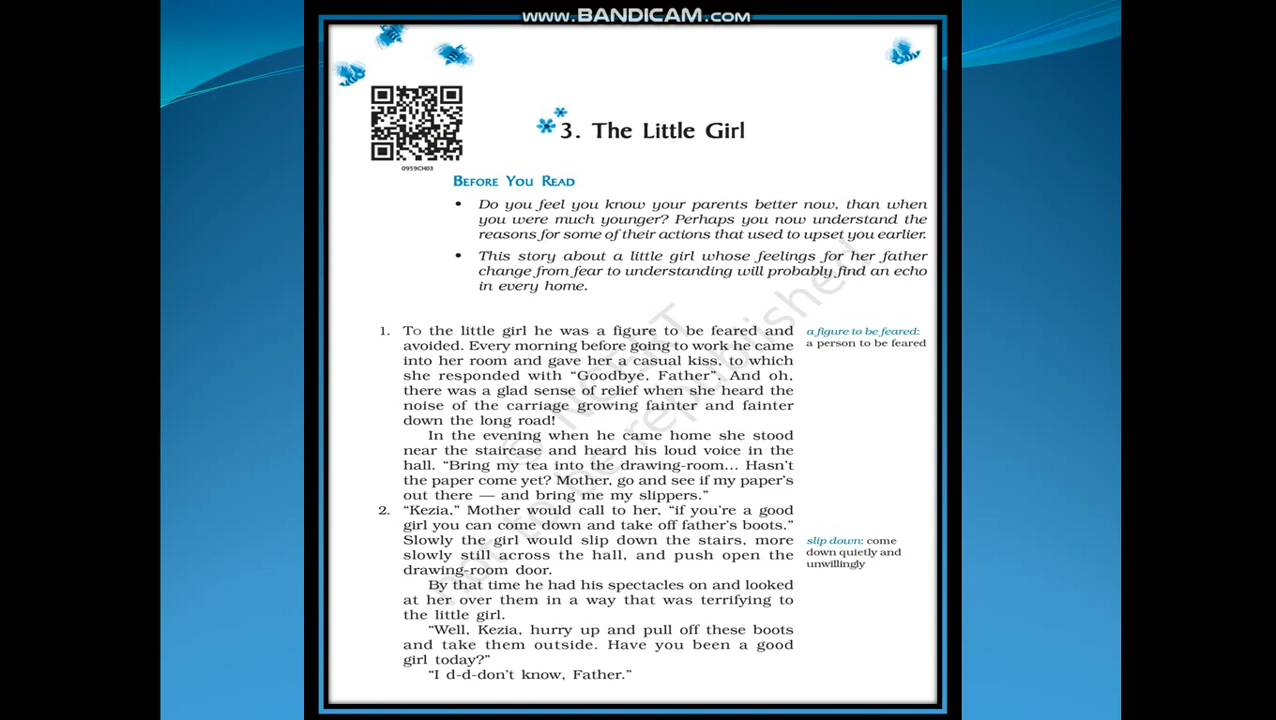 www.BANDICAM.com
0959CH03
3. The Little Girl
BEFORE YOU READ
• Do you feel you know your parents better now, than when
you were much younger? Perhaps you now understand the
reasons for some of their actions that used to upset you earlier.
• This story about a little girl whose feelings for her father
change from fear to understanding will probably find an echo
in every home.
1. To the little girl he was a figure to be feared and
avoided. Every morning before going to work he came
into her room and gave her a casual kiss, to which
she responded with “Goodbye, Father”. And oh,
there was a glad sense of relief when she heard the
noise of the carriage growing fainter and fainter
down the long road!
a figure to be feared:
a person to be feared
In the evening when he came home she stood
near the staircase and heard his loud voice in the
hall. “Bring my tea into the drawing-room... Hasn’t
the paper come yet? Mother, go and see if my paper’s
out there — and bring me my slippers.”
2. “Kezia,” Mother would call to her, “if you’re a good
girl you can come down and take off father’s boots.”
Slowly the girl would slip down the stairs, more
slowly still across the hall, and push open the
drawing-room door.
slip down: come
down quietly and
unwillingly
By that time he had his spectacles on and looked
at her over them in a way that was terrifying to
the little girl.
“Well, Kezia, hurry up and pull off these boots
and take them outside. Have you been a good
girl today?”
“I d-d-don’t know, Father.”
© NCERT
not to be republished